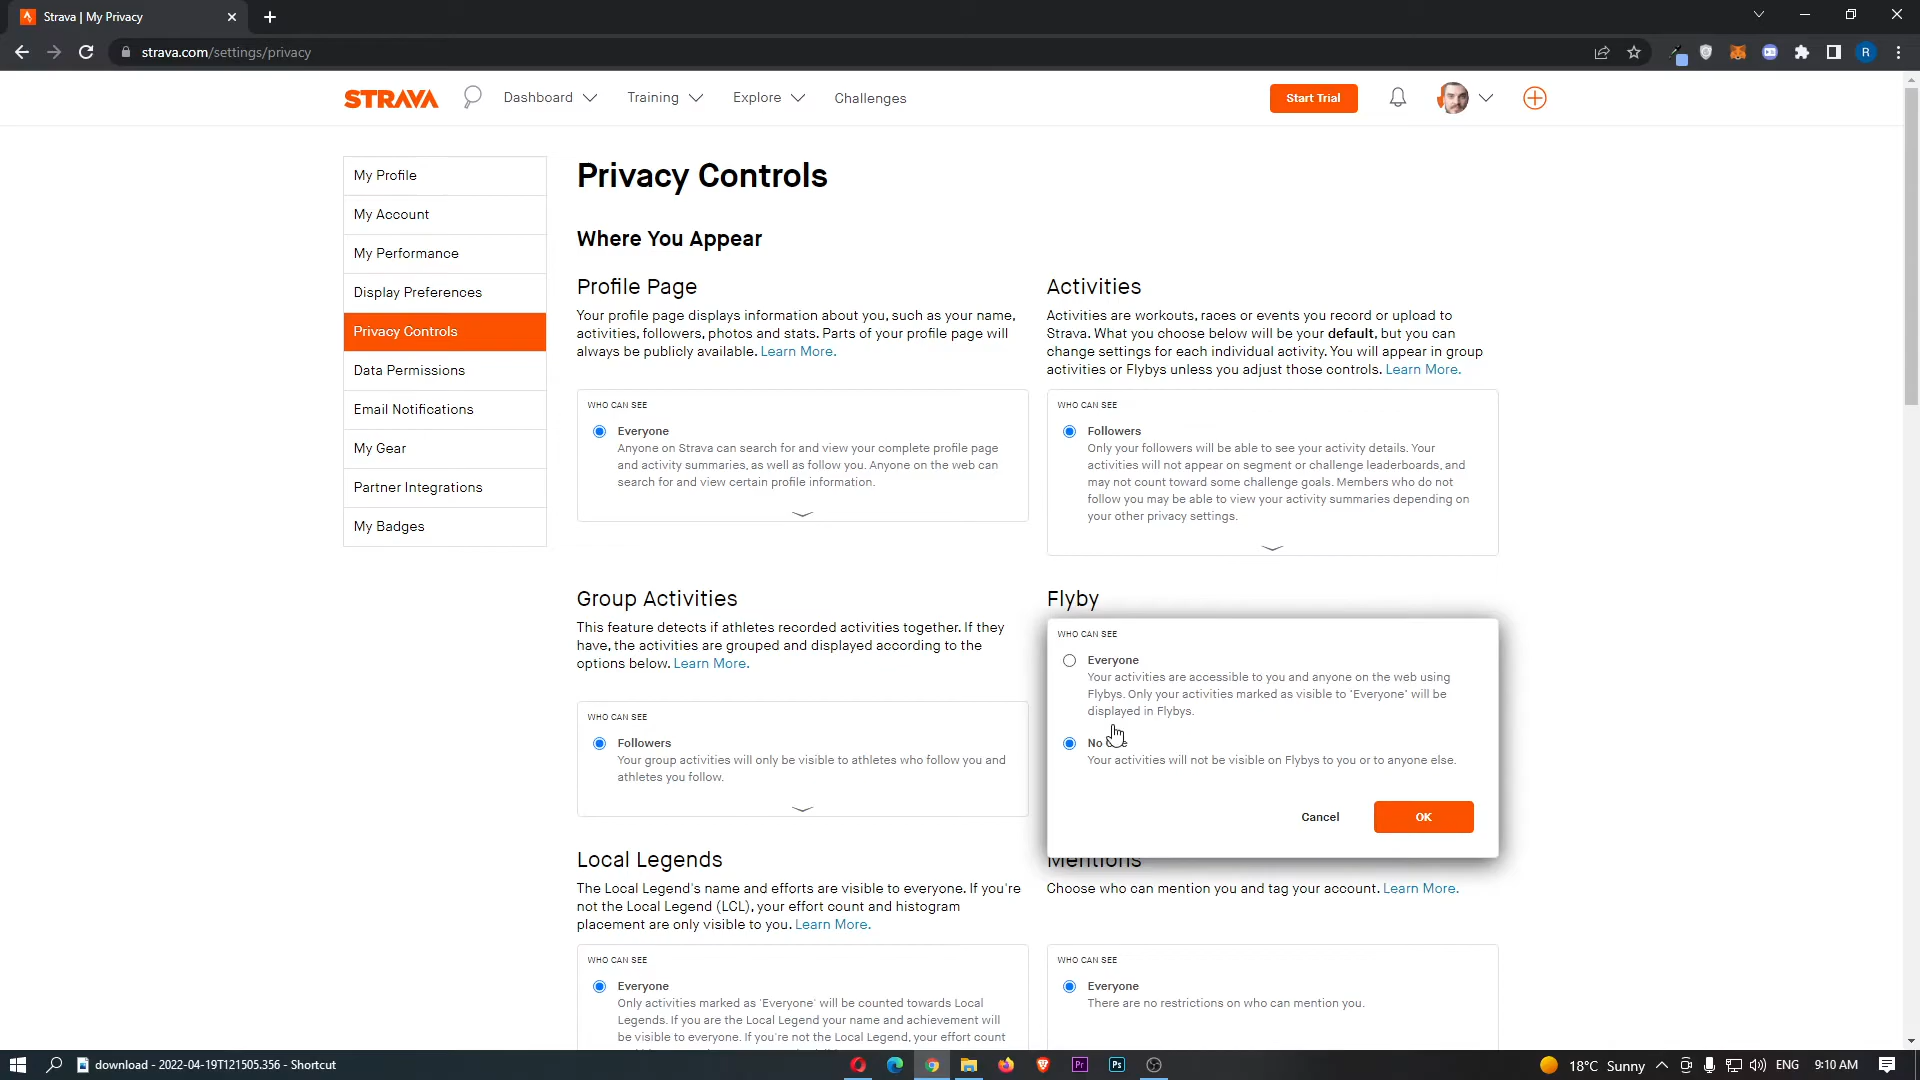 Strava | My Privacy
strava.com/settings/privacy
R
STRAVA
Dashboard
Training
Explore
Challenges
Start Trial
My Profile
My Account
My Performance
Display Preferences
Privacy Controls
Data Permissions
Email Notifications
My Gear
Partner Integrations
My Badges
Privacy Controls
Where You Appear
Profile Page
Your profile page displays information about you, such as your name,
activities, followers, photos and stats. Parts of your profile page will
always be publicly available. Learn More.
WHO CAN SEE
Everyone
Anyone on Strava can search for and view your complete profile page
and activity summaries, as well as follow you. Anyone on the web can
search for and view certain profile information.
Activities
Activities are workouts, races or events you record or upload to
Strava. What you choose below will be your default, but you can
change settings for each individual activity. You will appear in group
activities or Flybys unless you adjust those controls. Learn More.
WHO CAN SEE
Followers
Only your followers will be able to see your activity details. Your
activities will not appear on segment or challenge leaderboards, and
may not count toward some challenge goals. Members who do not
follow you may be able to view your activity summaries depending on
your other privacy settings.
Group Activities
This feature detects if athletes recorded activities together. If they
have, the activities are grouped and displayed according to the
options below. Learn More.
WHO CAN SEE
Followers
Your group activities will only be visible to athletes who follow you and
athletes you follow.
Flyby
WHO CAN SEE
Everyone
Your activities are accessible to you and anyone on the web using
Flybys. Only your activities marked as visible to 'Everyone' will be
displayed in Flybys.
No
Your activities will not be visible on Flybys to you or to anyone else.
Cancel
OK
Local Legends
The Local Legend's name and efforts are visible to everyone. If you're
not the Local Legend (LCL), your effort count and histogram
placement are only visible to you. Learn More.
WHO CAN SEE
Everyone
Only activities marked as 'Everyone' will be counted towards Local
Legends. If you are the Local Legend your name and achievement will
be visible to everyone. If you're not the Local Legend, your effort count
Mentions
Choose who can mention you and tag your account. Learn More.
WHO CAN SEE
Everyone
There are no restrictions on who can mention you.
download - 2022-04-19T121505.356 - Shortcut
Pr
Ps
18°C Sunny
ENG
9:10 AM